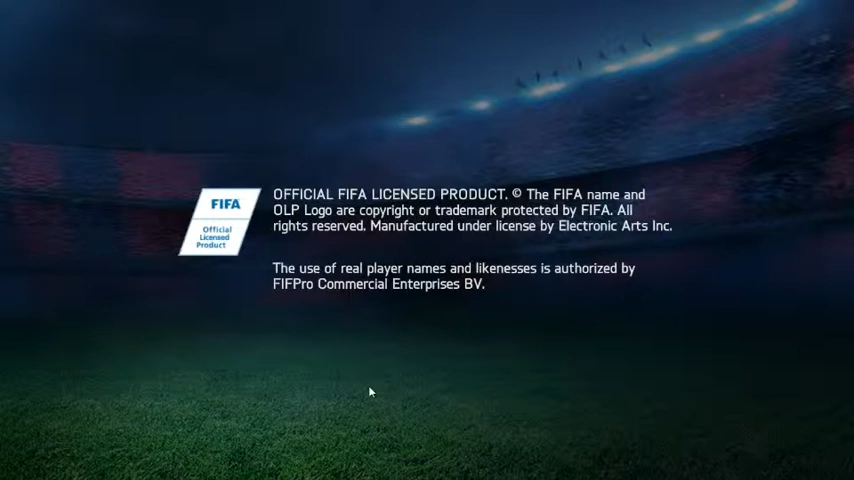 FIFA
Official
Licensed
Product
OFFICIAL FIFA LICENSED PRODUCT. © The FIFA name and
OLP Logo are copyright or trademark protected by FIFA. All
rights reserved. Manufactured under license by Electronic Arts Inc.
The use of real player names and likenesses is authorized by
FIFPro Commercial Enterprises BV.